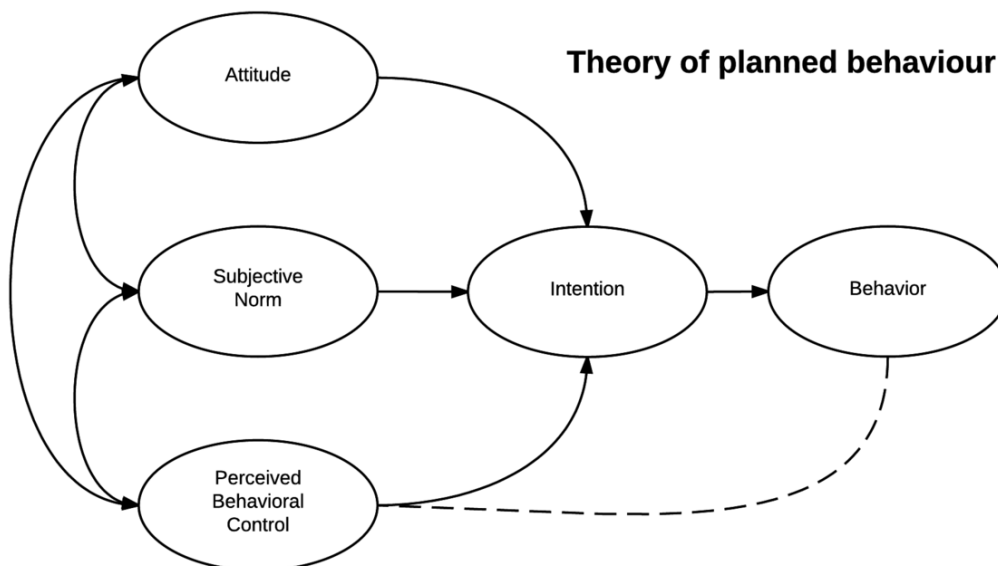 Theory of planned behaviour
Attitude
Subjective
Norm
Intention
Behavior
Perceived
Behavioral
Control